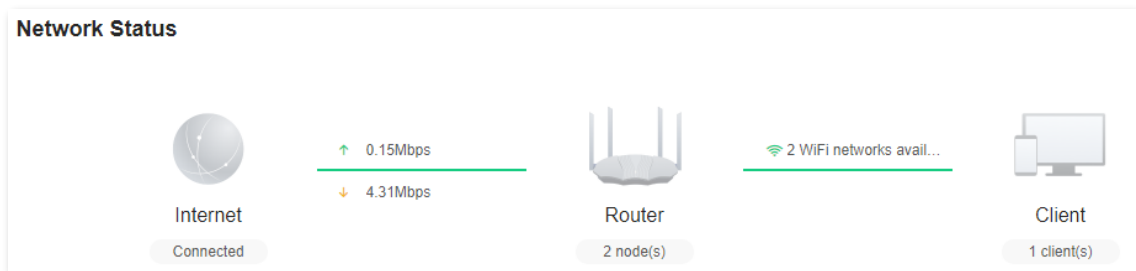 Network Status
↑ 0.15Mbps
2 WiFi networks avail...
↓ 4.31Mbps
Internet
Router
Client
Connected
2 node(s)
1 client(s)